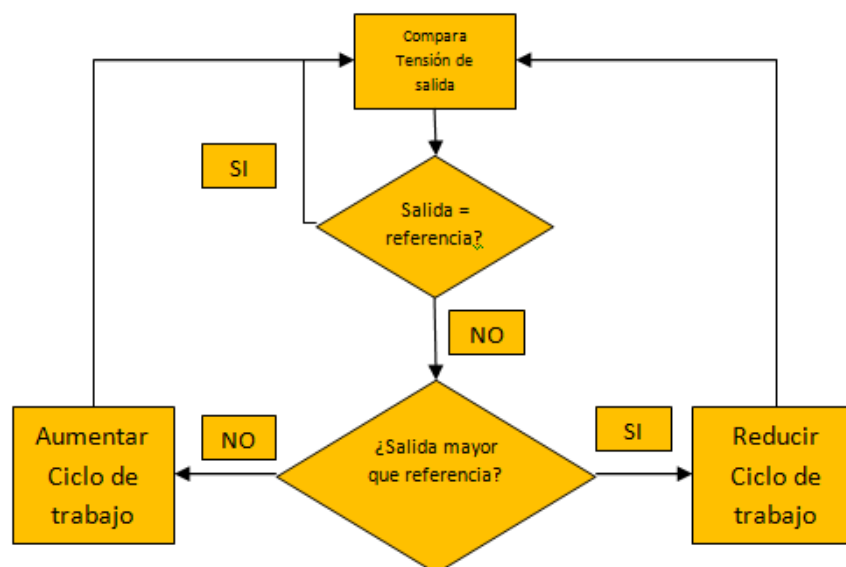 Compara
Tensión de
salida
SI
Salida =
referencia?
NO
Aumentar
Ciclo de
trabajo
NO
¿Salida mayor
que referencia?
SI
Reducir
Ciclo de
trabajo